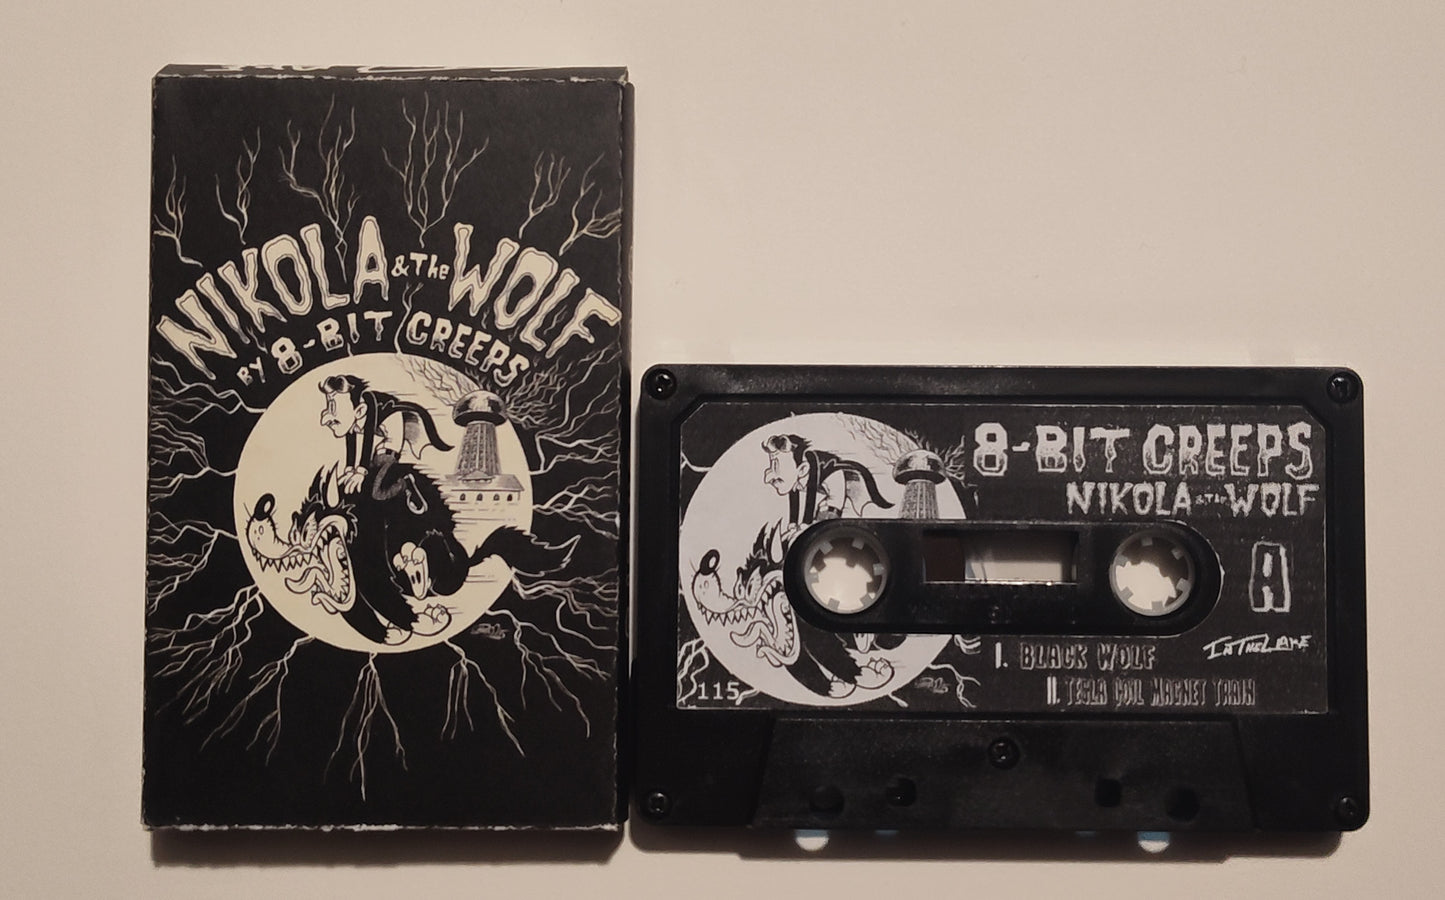 NIKOLA & The WOLF
BY 8-BIT CREEPS
8-BIT CREEPS
NIKOLA & The WOLF
A
InTheLake
I. BLACK WOLF
II. TESLA COIL MAGNET TRAIN
115